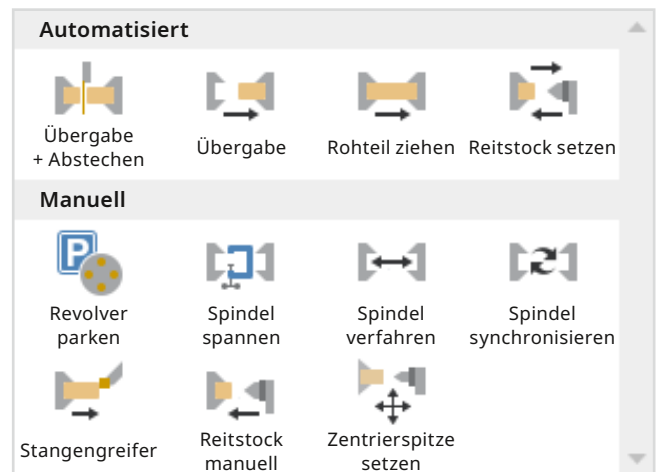 Automatisiert
Übergabe
+ Abstechen
Übergabe
Rohteil ziehen
Reitstock setzen
Manuell
P
Revolver
parken
Spindel
spannen
Spindel
verfahren
Spindel
synchronisieren
Stangengreifer
Reitstock
manuell
Zentrierspitze
setzen